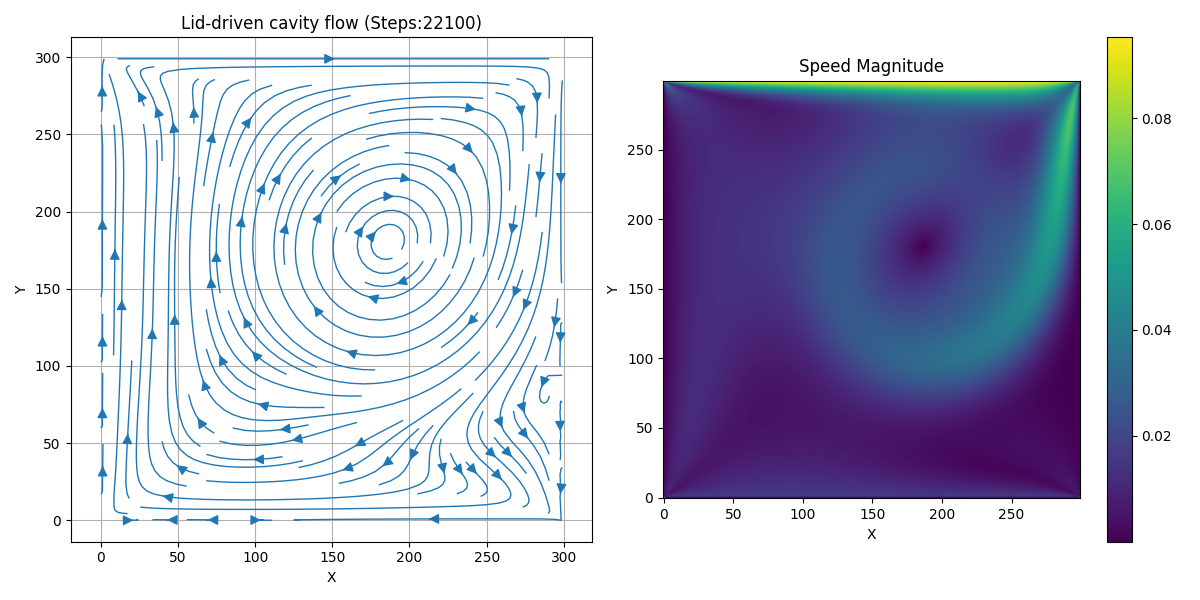 Lid-driven cavity flow (Steps:22100)
300
250
200
150
100
50
0
Y
0 50 100 150 200 250 300
X
Speed Magnitude
250
200
150
100
50
0
Y
0 50 100 150 200 250
X
0.08
0.06
0.04
0.02